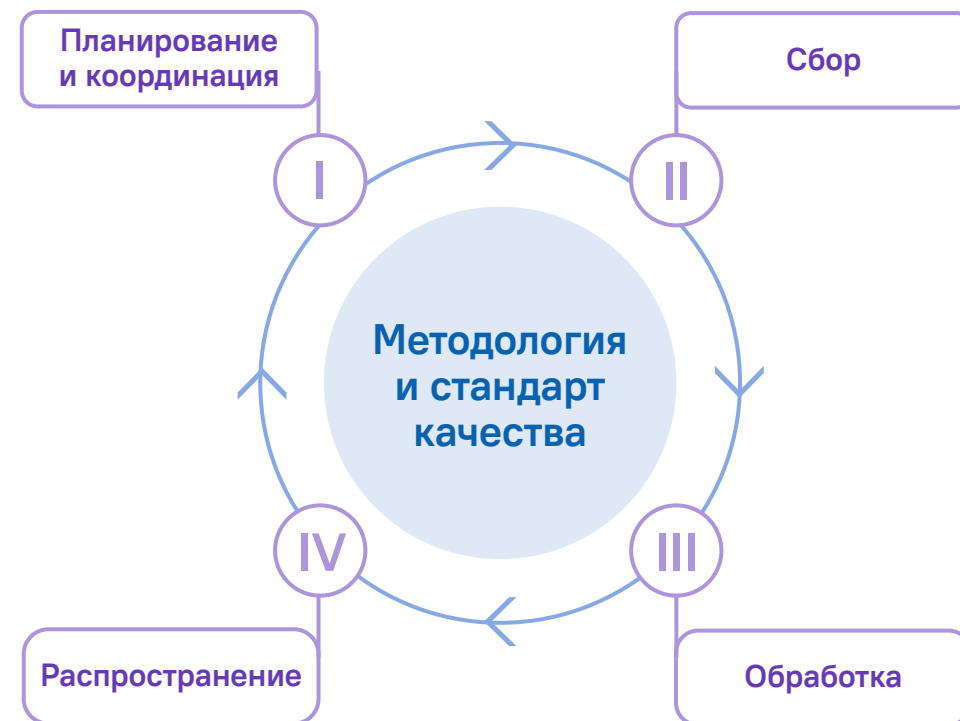 Планирование
и координация
Сбор
I
II
Методология
и стандарт
качества
IV
III
Распространение
Обработка